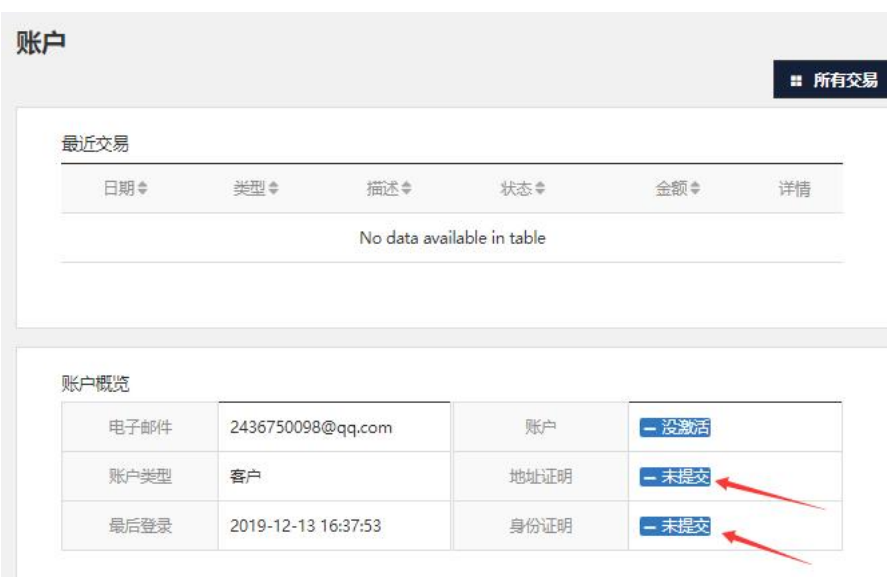 账户
所有交易
最近交易
日期 类型 描述 状态 金额 详情
No data available in table
账户概览
电子邮件 2436750098@qq.com 账户 没激活
账户类型 客户 地址证明 未提交
最后登录 2019-12-13 16:37:53 身份证明 未提交